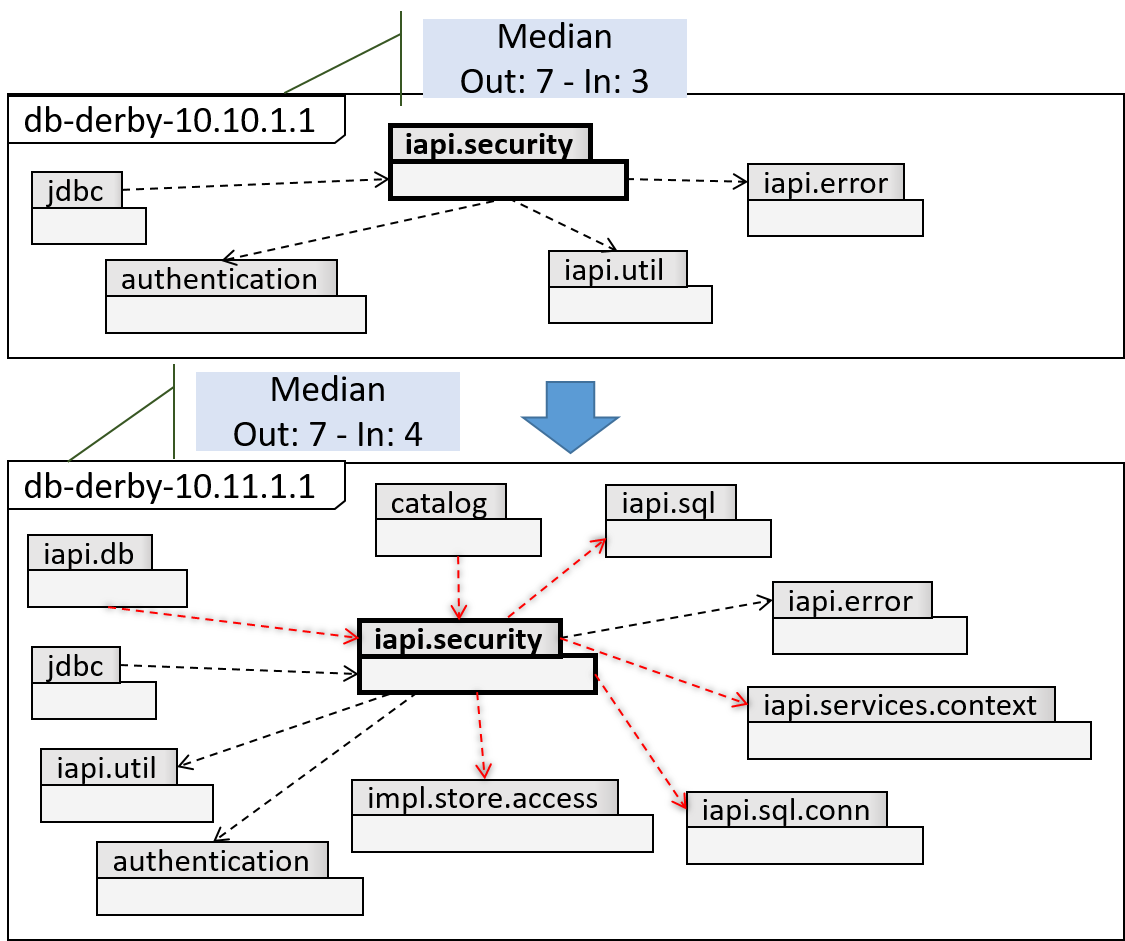 Median
Out: 7 - In: 3
db-derby-10.10.1.1
iapi.security
jdbc
iapi.error
authentication
iapi.util
Median
Out: 7 - In: 4
db-derby-10.11.1.1
catalog
iapi.sql
iapi.db
iapi.error
iapi.security
jdbc
iapi.services.context
iapi.util
impl.store.access
iapi.sql.conn
authentication